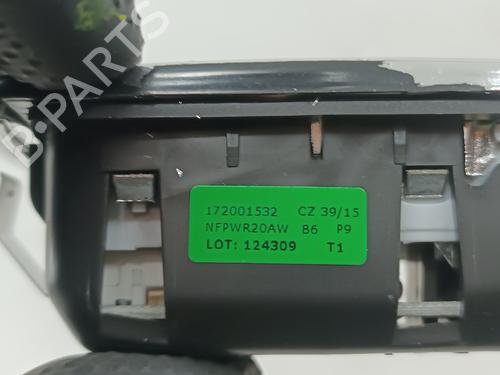 B-PARTS
172001532 CZ 39/15
NFPWR20AW B6 P9
LOT: 124309 T1